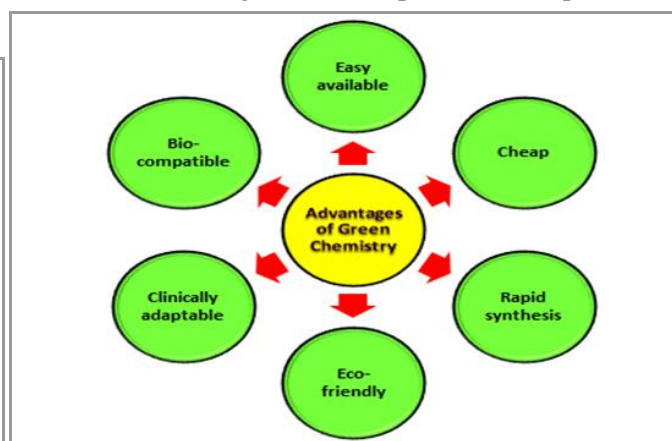 Easy
available
Bio-
compatible
Cheap
Advantages
of Green
Chemistry
Clinically
adaptable
Rapid
synthesis
Eco-
friendly